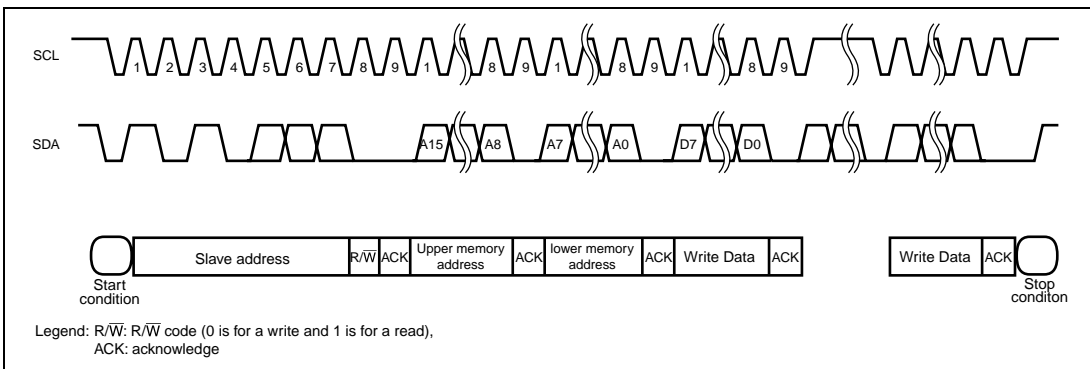 SCL
1 2 3 4 5 6 7 8 9 1 8 9 1 8 9 1 8 9
SDA
A15 A8 A7 A0 D7 D0
Slave address R/W̅ ACK Upper memory address ACK lower memory address ACK Write Data ACK Write Data ACK
Start condition
Stop conditon
Legend: R/W̅: R/W̅ code (0 is for a write and 1 is for a read),
ACK: acknowledge